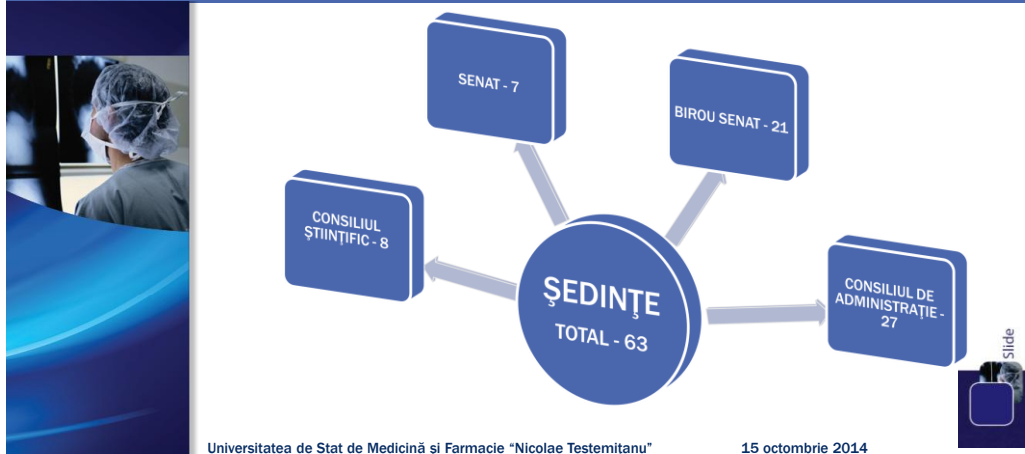 SENAT - 7
BIROU SENAT - 21
CONSILIUL
ŞTIINŢIFIC - 8
ŞEDINŢE
TOTAL - 63
CONSILIUL DE
ADMINISTRAŢIE -
27
Slide
Universitatea de Stat de Medicină şi Farmacie “Nicolae Testemiţanu”
15 octombrie 2014